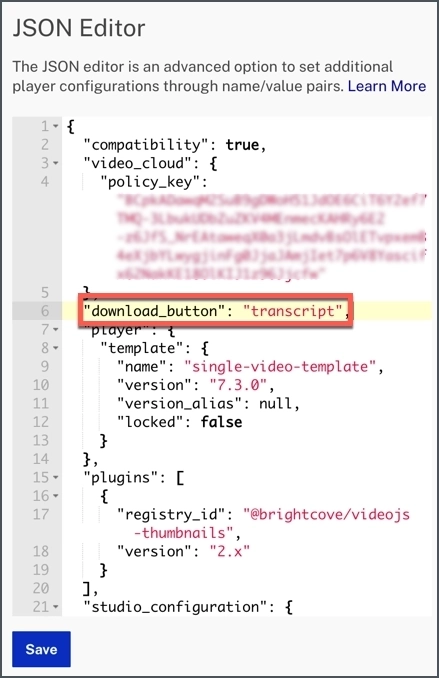 JSON Editor
The JSON editor is an advanced option to set additional
player configurations through name/value pairs. Learn More
1 {
2 "compatibility": true,
3 "video_cloud": {
4 "policy_key":
5 },
6 "download_button": "transcript",
7 "player": {
8 "template": {
9 "name": "single-video-template",
10 "version": "7.3.0",
11 "version_alias": null,
12 "locked": false
13 }
14 },
15 "plugins": [
16 {
17 "registry_id": "@brightcove/videojs
-thumbnails",
18 "version": "2.x"
19 }
20 ],
21 "studio_configuration": {
Save